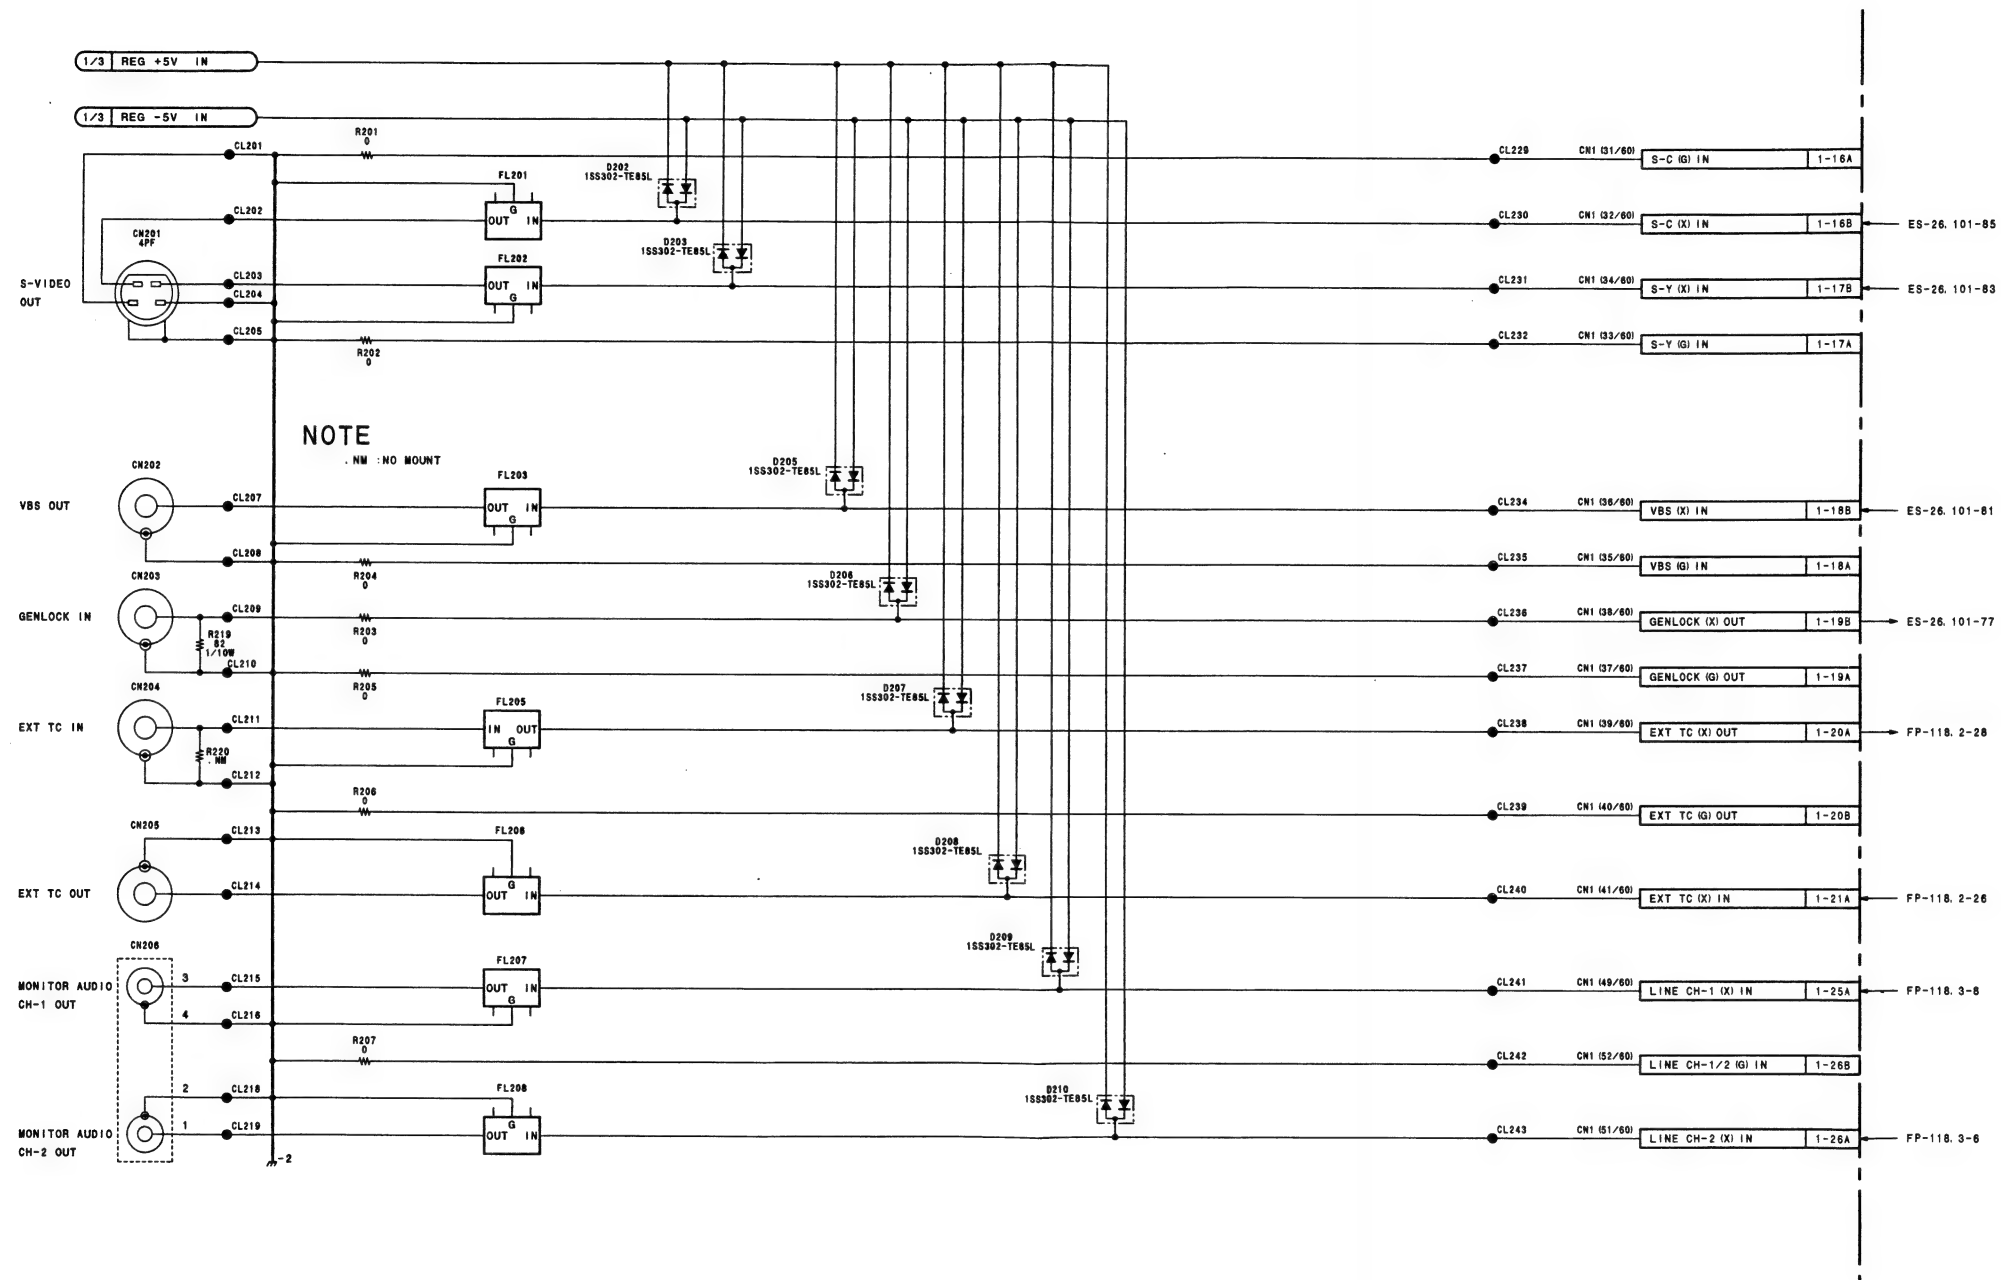 1/3 REG +5V IN
1/3 REG -5V IN
R201
0
CL201
CL229
CN1 (31/60)
S-C (G) IN 1-16A
D202
1SS302-TE85L
FL201
G
OUT IN
CL202
CL230
CN1 (32/60)
S-C (X) IN 1-16B
ES-26. 101-85
CN201
4PF
D203
1SS302-TE85L
FL202
OUT IN
G
S-VIDEO
OUT
CL203
CL204
CL231
CN1 (34/60)
S-Y (X) IN 1-17B
ES-26. 101-83
CL205
R202
0
CL232
CN1 (33/60)
S-Y (G) IN 1-17A
NOTE
. NM : NO MOUNT
CN202
VBS OUT
CL207
FL203
OUT IN
G
D205
1SS302-TE85L
CL234
CN1 (36/60)
VBS (X) IN 1-18B
ES-26. 101-81
CL208
R204
0
CL235
CN1 (35/60)
VBS (G) IN 1-18A
CN203
GENLOCK IN
CL209
R219
82
1/10W
R203
0
D206
1SS302-TE85L
CL236
CN1 (38/60)
GENLOCK (X) OUT 1-19B
ES-26. 101-77
CL210
R205
0
CL237
CN1 (37/60)
GENLOCK (G) OUT 1-19A
CN204
EXT TC IN
CL211
R220
. NM
FL205
IN OUT
G
D207
1SS302-TE85L
CL238
CN1 (39/60)
EXT TC (X) OUT 1-20A
FP-118. 2-28
CL212
R206
0
CL239
CN1 (40/60)
EXT TC (G) OUT 1-20B
CN205
CL213
FL206
G
OUT IN
D208
1SS302-TE85L
EXT TC OUT
CL214
CL240
CN1 (41/60)
EXT TC (X) IN 1-21A
FP-118. 2-26
CN206
MONITOR AUDIO
CH-1 OUT
3
CL215
FL207
OUT IN
G
D209
1SS302-TE85L
CL241
CN1 (49/60)
LINE CH-1 (X) IN 1-25A
FP-118. 3-8
4
CL216
R207
0
CL242
CN1 (52/60)
LINE CH-1/2 (G) IN 1-26B
2
CL218
FL208
G
OUT IN
D210
1SS302-TE85L
MONITOR AUDIO
CH-2 OUT
1
CL219
CL243
CN1 (51/60)
LINE CH-2 (X) IN 1-26A
FP-118. 3-6
-2